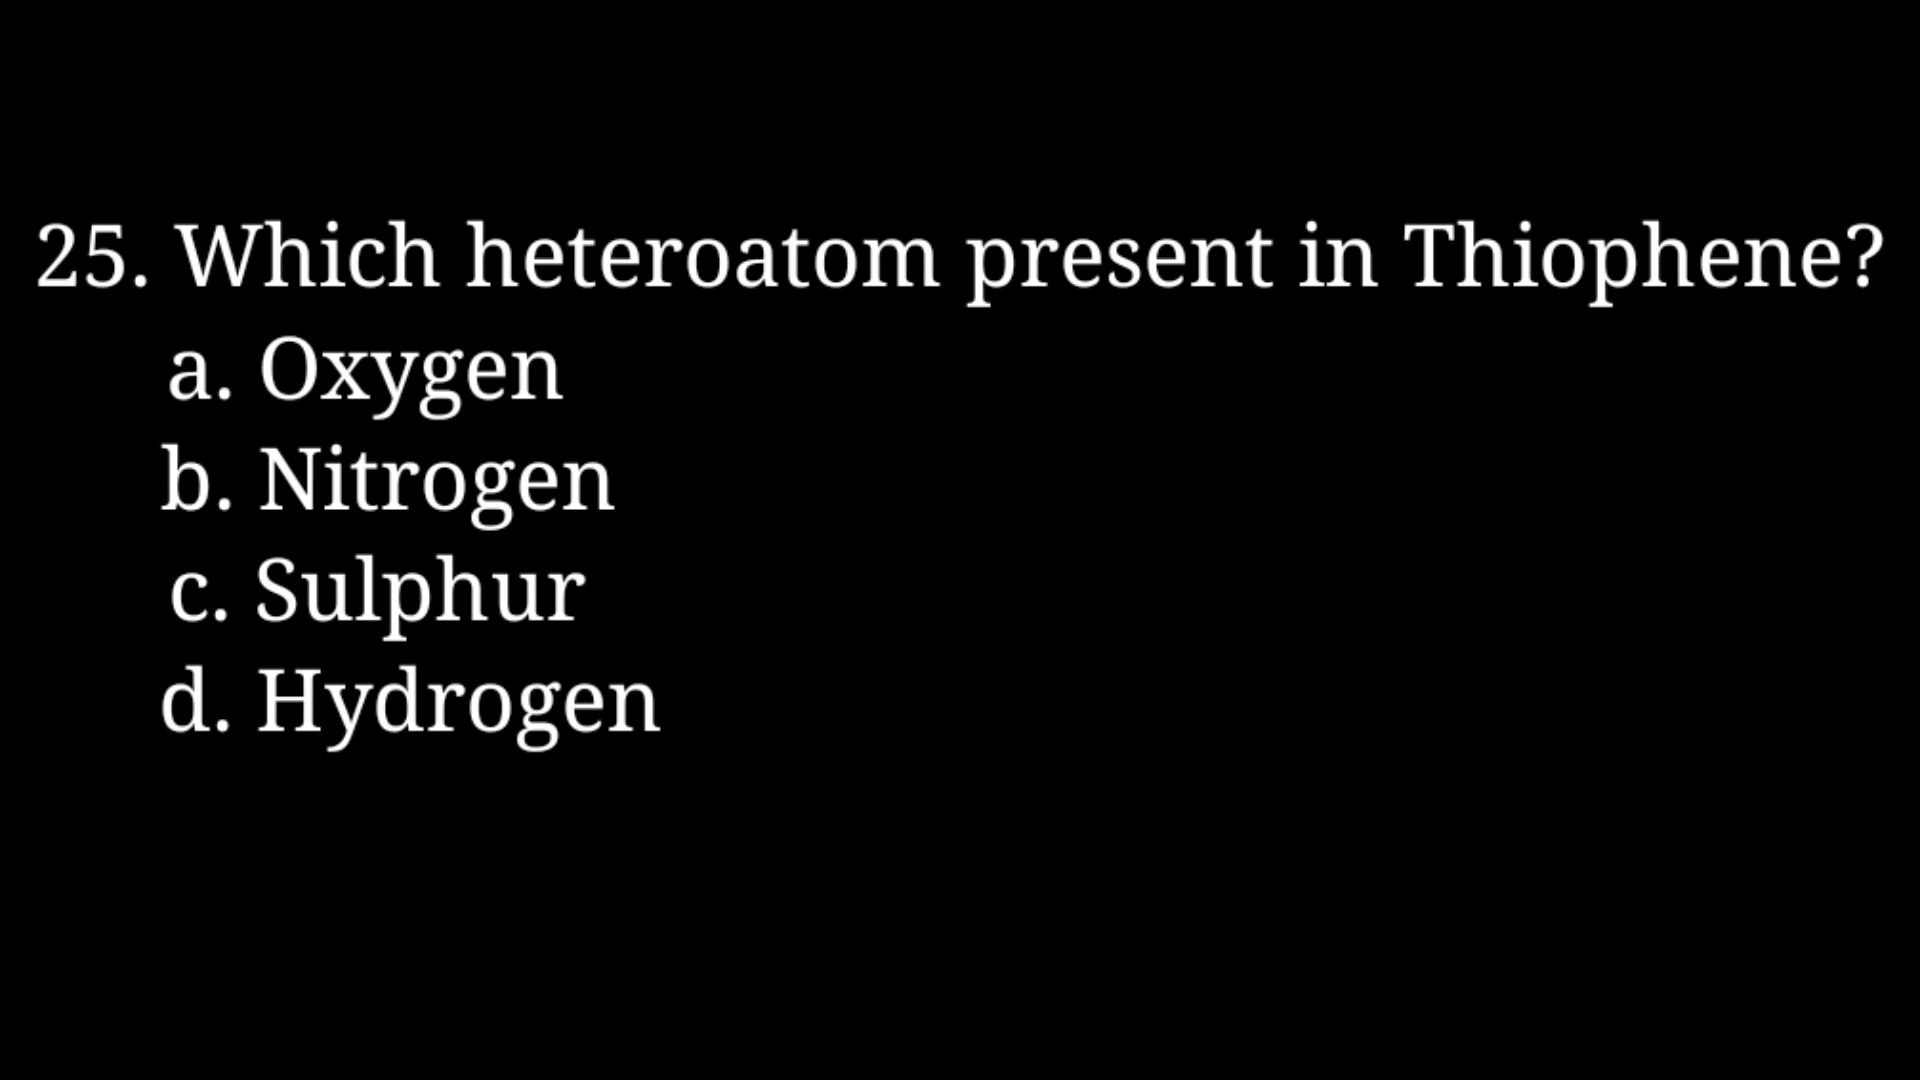 25. Which heteroatom present in Thiophene?
a. Oxygen
b. Nitrogen
c. Sulphur
d. Hydrogen